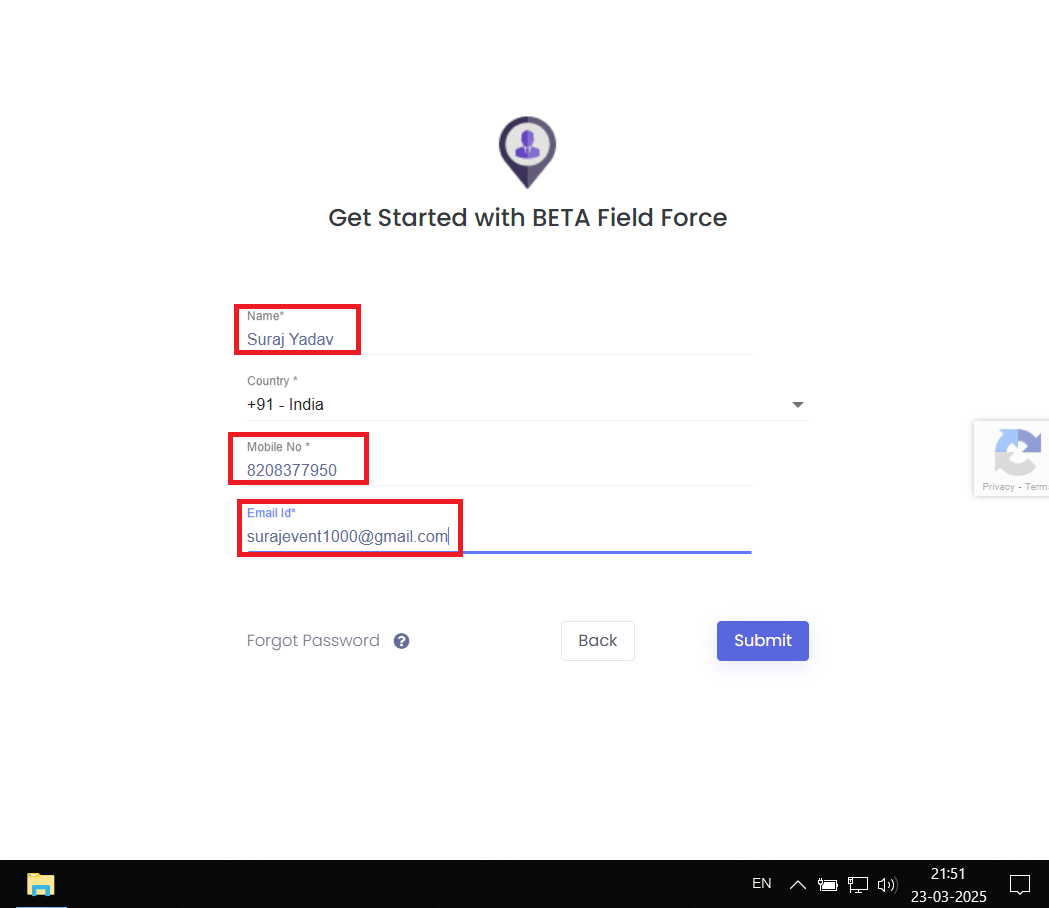 Get Started with BETA Field Force
Name*
Suraj Yadav
Country *
+91 - India
Mobile No *
8208377950
Email Id*
surajevent1000@gmail.com
Privacy - Terms
Forgot Password ?
Back
Submit
EN
21:51
23-03-2025